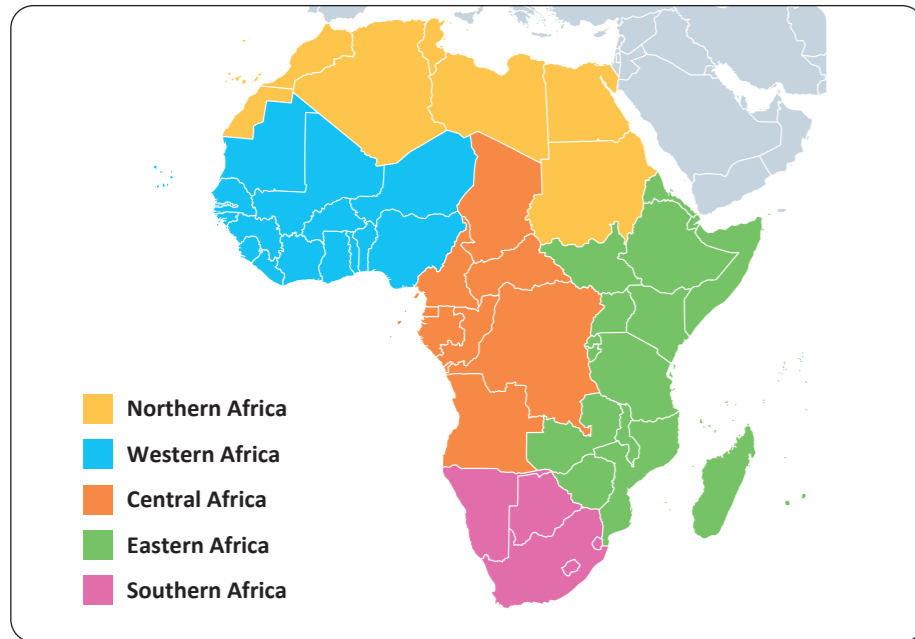 Northern Africa
Western Africa
Central Africa
Eastern Africa
Southern Africa